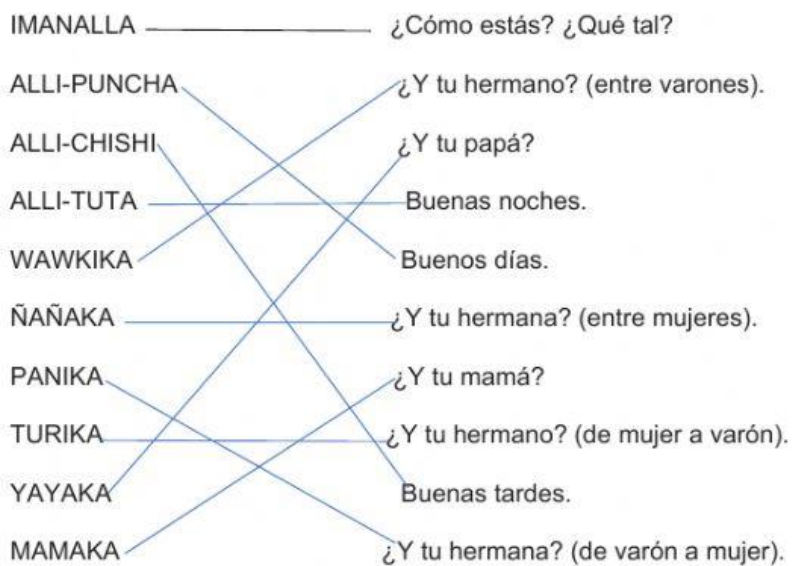 IMANALLA ¿Cómo estás? ¿Qué tal?
ALLI-PUNCHA ¿Y tu hermano? (entre varones).
ALLI-CHISHI ¿Y tu papá?
ALLI-TUTA Buenas noches.
WAWKIKA Buenos días.
ÑAÑAKA ¿Y tu hermana? (entre mujeres).
PANIKA ¿Y tu mamá?
TURIKA ¿Y tu hermano? (de mujer a varón).
YAYAKA Buenas tardes.
MAMAKA ¿Y tu hermana? (de varón a mujer).